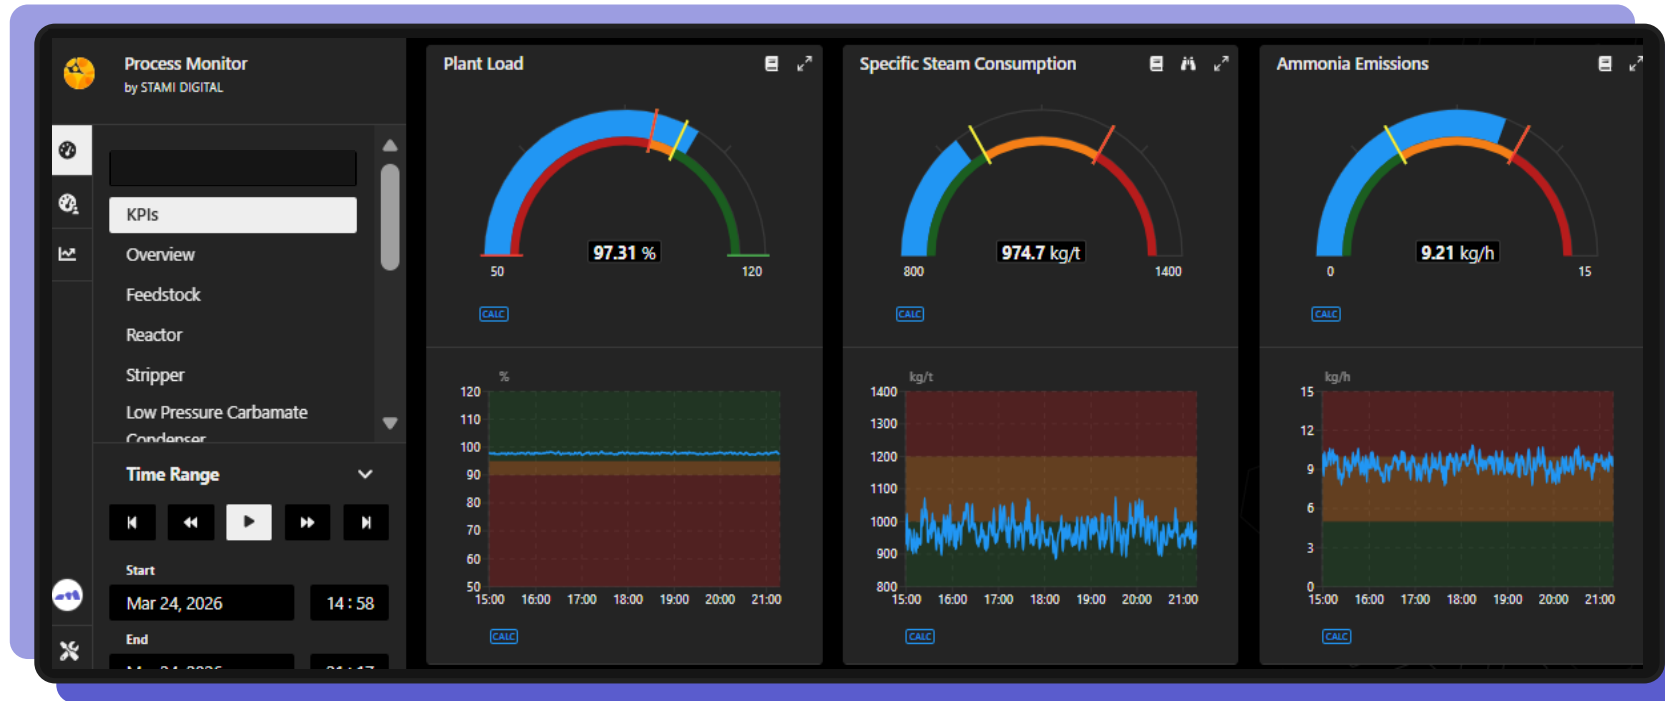 Process Monitor
by STAMI DIGITAL
KPIs
Overview
Feedstock
Reactor
Stripper
Low Pressure Carbamate
Condenser
Time Range
Start
Mar 24, 2026 14:58
End
Mar 24, 2026 21:17
Plant Load
97.31 %
50 120
CALC
%
120
110
100
90
80
70
60
50
15:00 16:00 17:00 18:00 19:00 20:00 21:00
CALC
Specific Steam Consumption
974.7 kg/t
800 1400
CALC
kg/t
1400
1300
1200
1100
1000
900
800
15:00 16:00 17:00 18:00 19:00 20:00 21:00
CALC
Ammonia Emissions
9.21 kg/h
0 15
CALC
kg/h
15
12
9
6
3
0
15:00 16:00 17:00 18:00 19:00 20:00 21:00
CALC